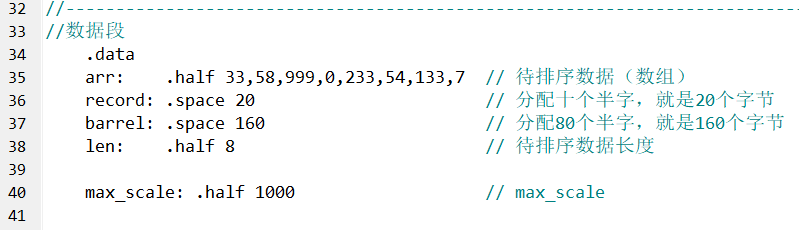 32 //--------------------------------------------------------------------------------
33 //数据段
34 .data
35 arr: .half 33,58,999,0,233,54,133,7 // 待排序数据（数组）
36 record: .space 20 // 分配十个半字，就是20个字节
37 barrel: .space 160 // 分配80个半字，就是160个字节
38 len: .half 8 // 待排序数据长度
39
40 max_scale: .half 1000 // max_scale
41